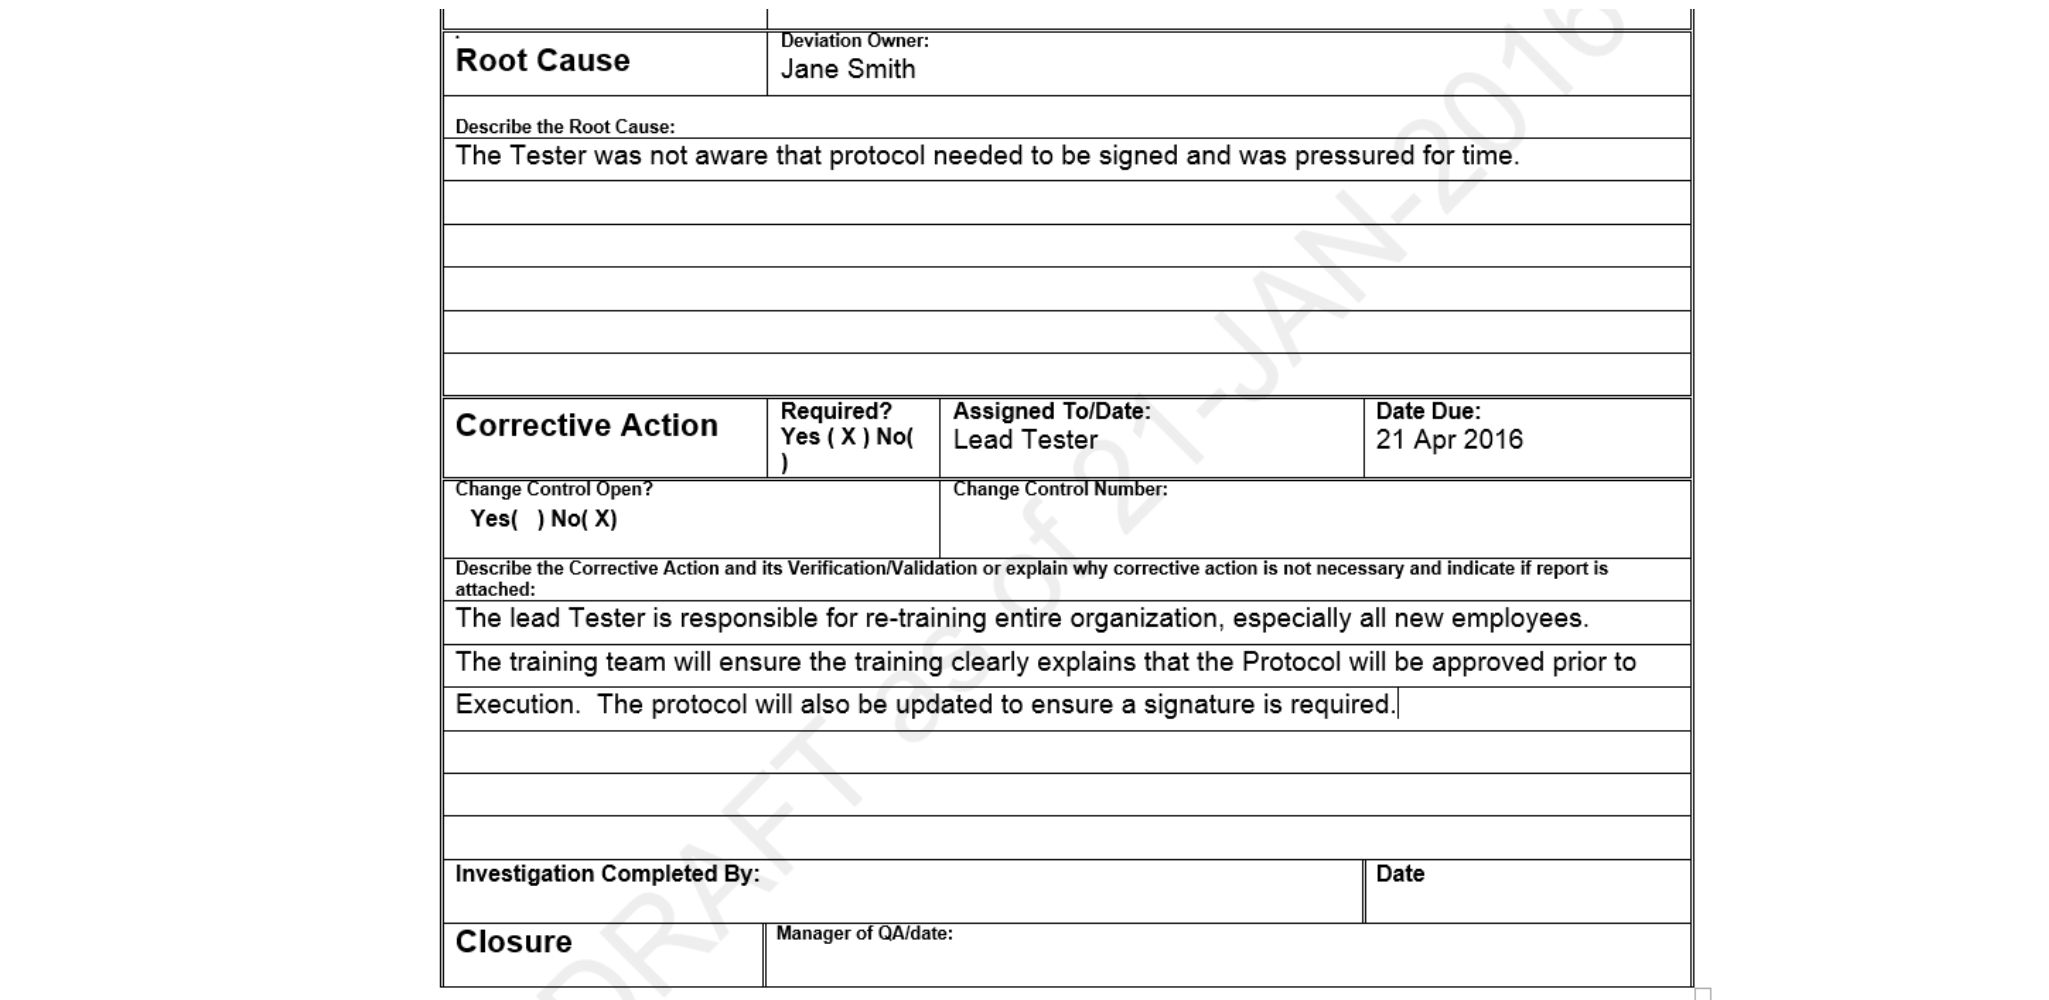 Root Cause
Deviation Owner:
Jane Smith
Describe the Root Cause:
The Tester was not aware that protocol needed to be signed and was pressured for time.
Corrective Action
Required?
Yes ( X ) No(
)
Assigned To/Date:
Lead Tester
Date Due:
21 Apr 2016
Change Control Open?
Yes(   ) No( X)
Change Control Number:
Describe the Corrective Action and its Verification/Validation or explain why corrective action is not necessary and indicate if report is
attached:
The lead Tester is responsible for re-training entire organization, especially all new employees.
The training team will ensure the training clearly explains that the Protocol will be approved prior to
Execution.  The protocol will also be updated to ensure a signature is required.
Investigation Completed By:
Date
Closure
Manager of QA/date:
DRAFT as of 21-JAN-2016